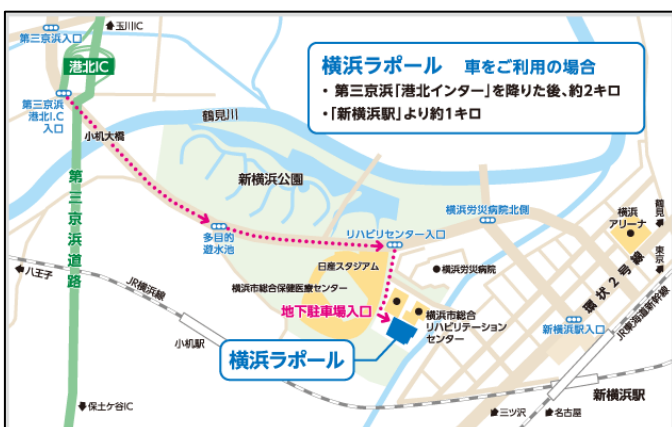 玉川IC
第三京浜入口
港北IC
第三京浜
港北I.C
入口
小机大橋
鶴見川
横浜ラポール 車をご利用の場合
・ 第三京浜「港北インター」を降りた後、約2キロ
・「新横浜駅」より約1キロ
新横浜公園
第三京浜道路
多目的
遊水池
リハビリセンター入口
横浜労災病院北側
横浜
アリーナ
鶴見
東京
日産スタジアム
横浜労災病院
環状2号線
八王子
JR横浜線
横浜市総合保健医療センター
地下駐車場入口
横浜市総合
リハビリテーション
センター
新横浜駅入口
JR東海道新幹線
小机駅
横浜ラポール
新横浜駅
保土ケ谷IC
三ツ沢
名古屋